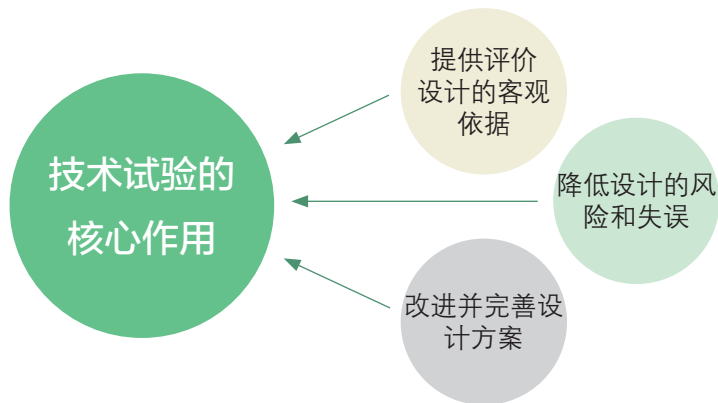 技术试验的
核心作用
提供评价
设计的客观
依据
降低设计的风
险和失误
改进并完善设
计方案